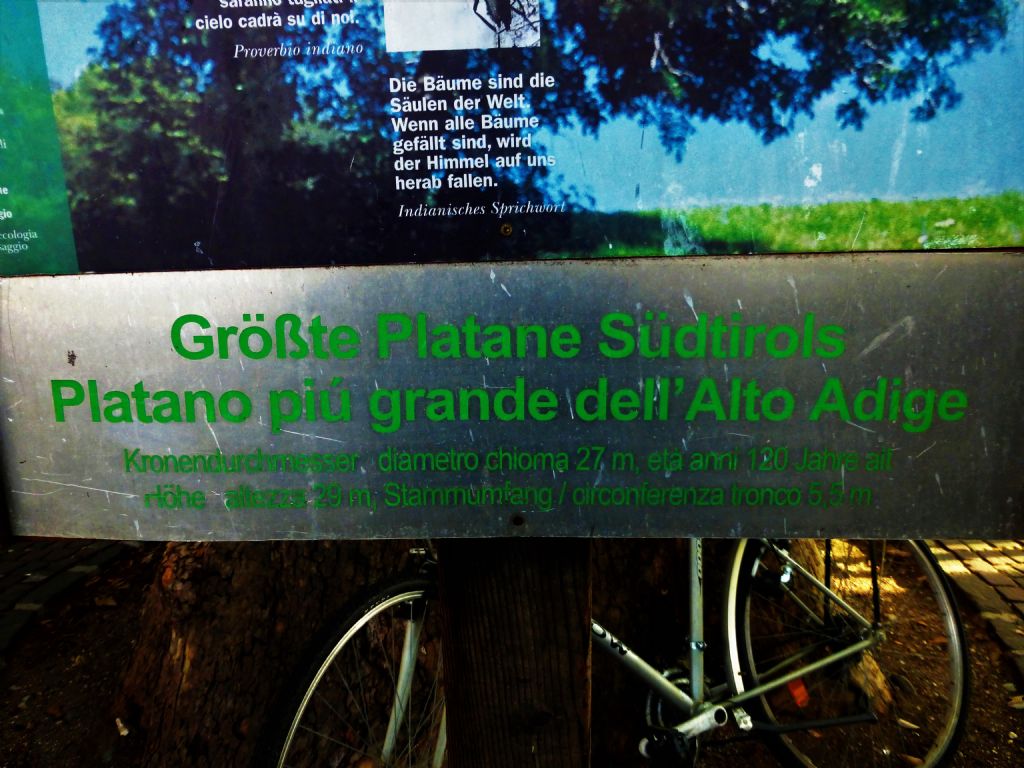 cielo cadrà su di noi.
Proverbio indiano
Die Bäume sind die
Säulen der Welt.
Wenn alle Bäume
gefällt sind, wird
der Himmel auf uns
herab fallen.
Indianisches Sprichwort
ecologia
Größte Platane Südtirols
Platano piú grande dell'Alto Adige
Kronendurchmesser diametro chioma 27 m, età anni 120 Jahre alt
Höhe altezza 29 m, Stammumfang / circonferenza tronco 5,5 m